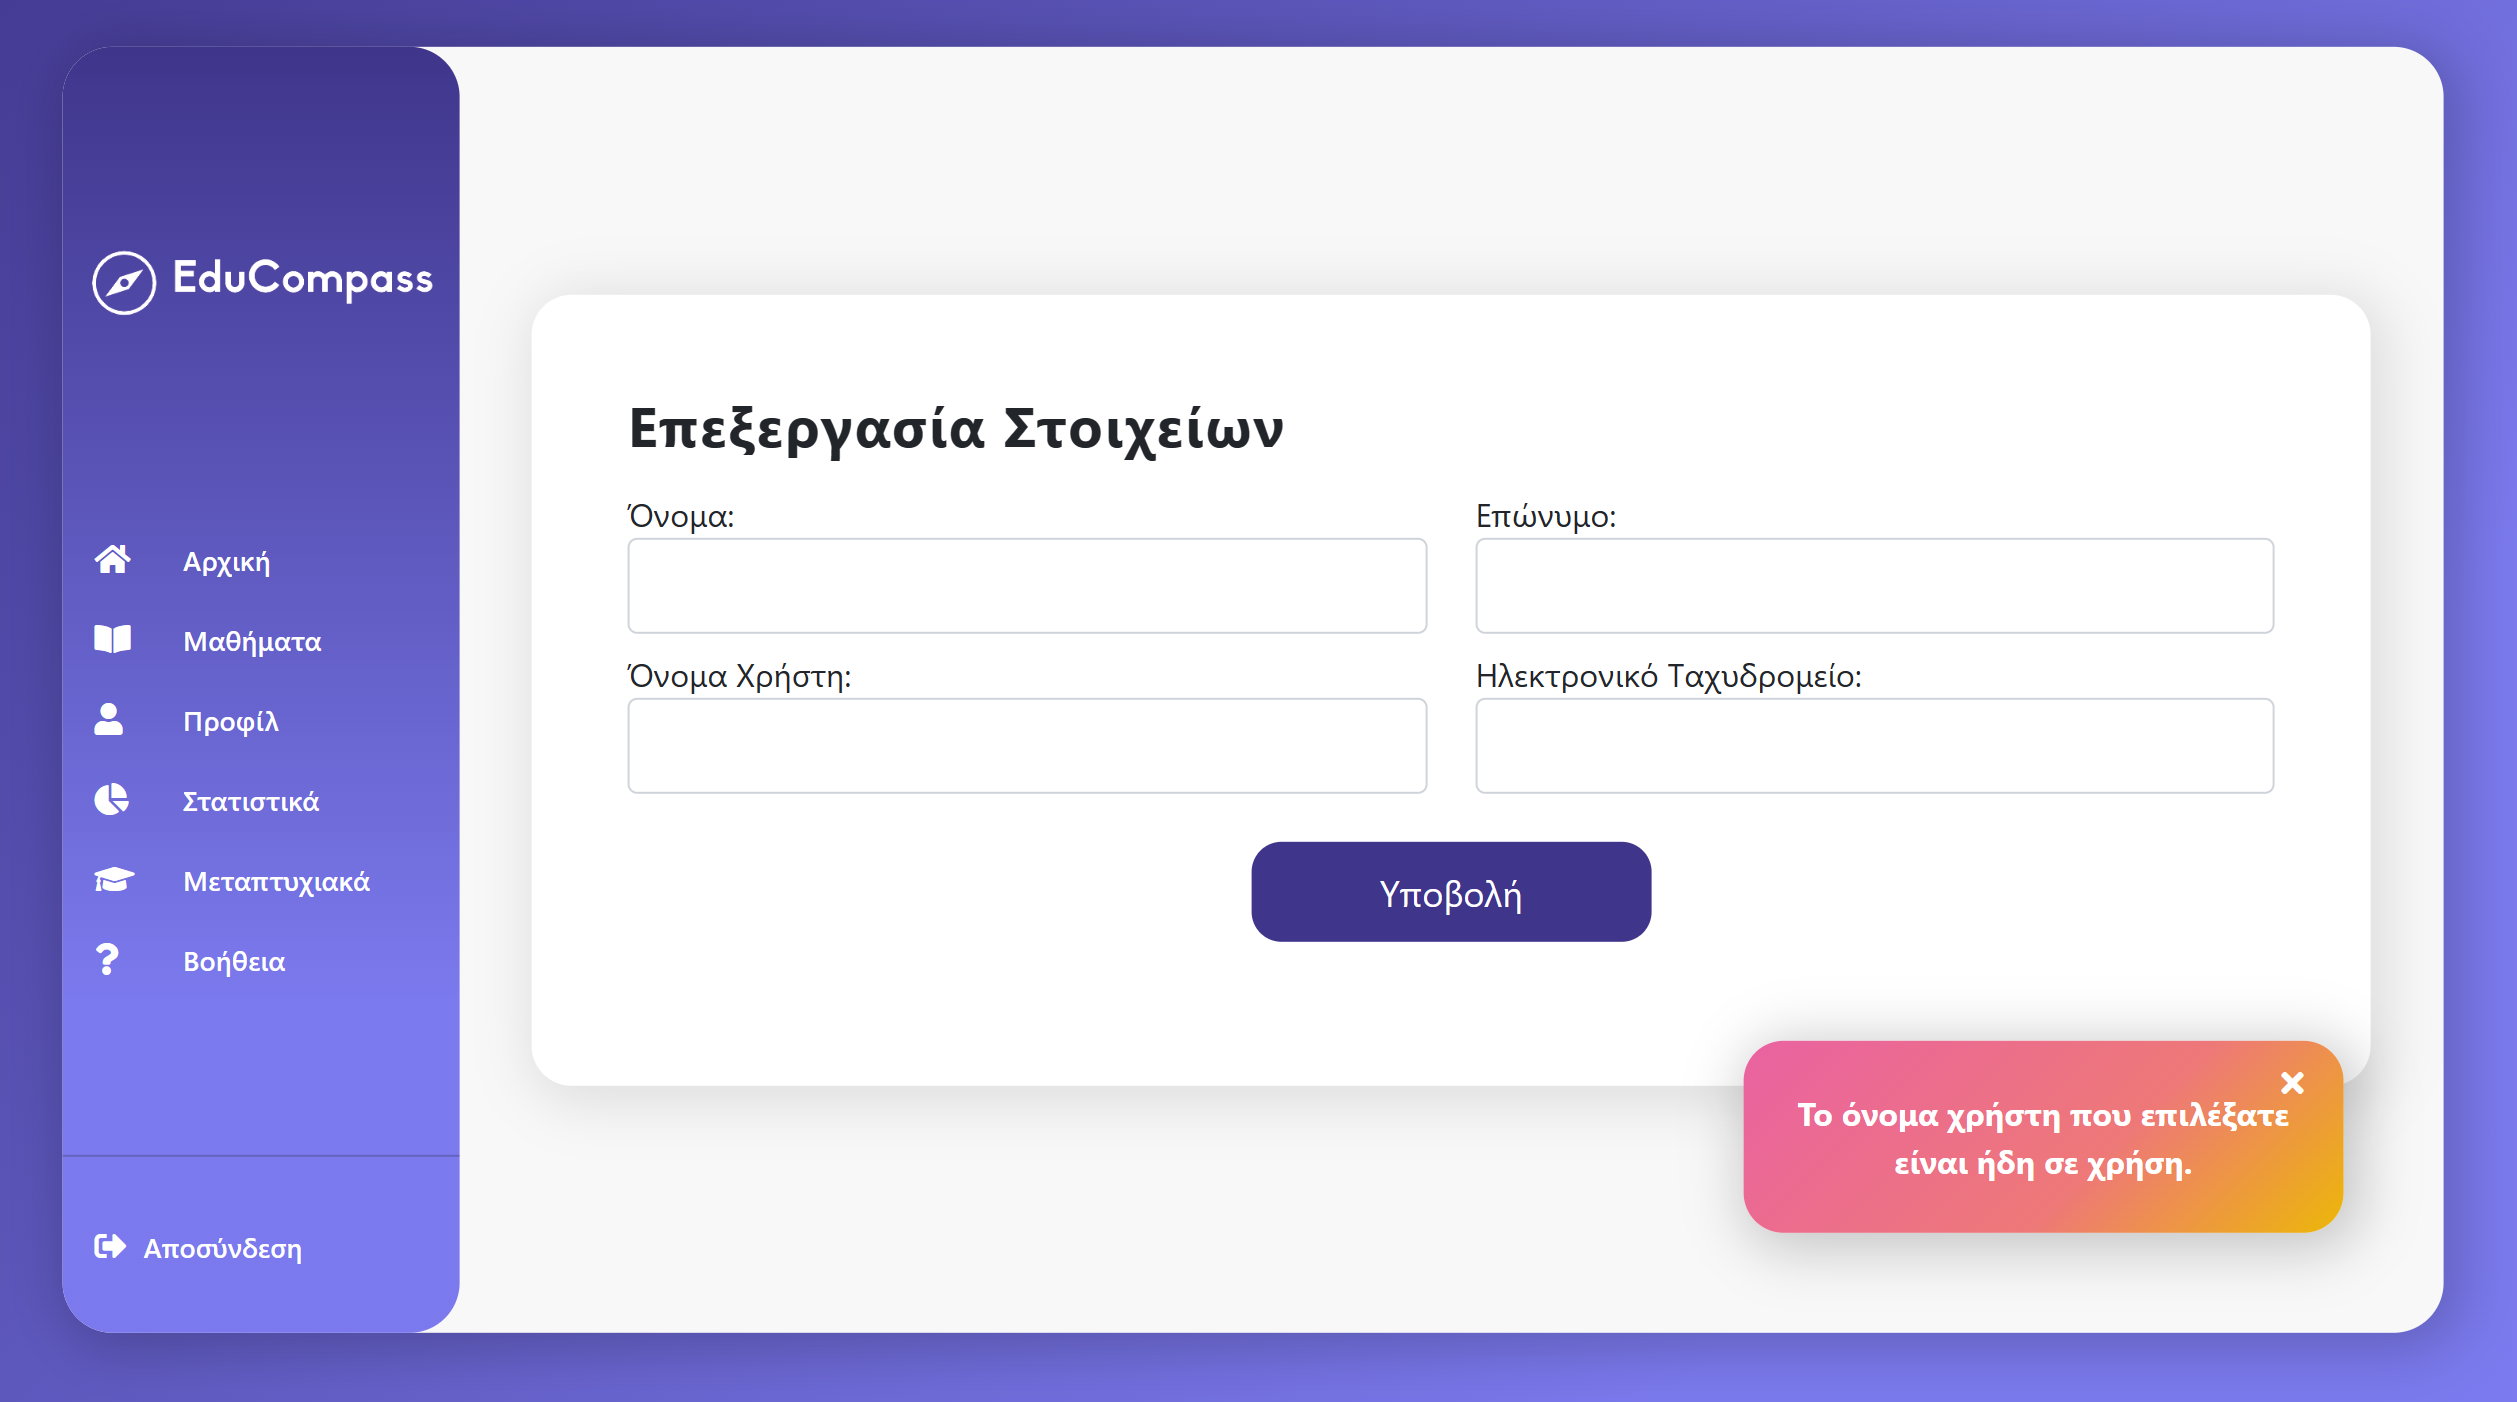 EduCompass
Αρχική
Μαθήματα
Προφίλ
Στατιστικά
Μεταπτυχιακά
Βοήθεια
Αποσύνδεση
Επεξεργασία Στοιχείων
Όνομα:
Επώνυμο:
Όνομα Χρήστη:
Ηλεκτρονικό Ταχυδρομείο:
Υποβολή
Το όνομα χρήστη που επιλέξατε
είναι ήδη σε χρήση.